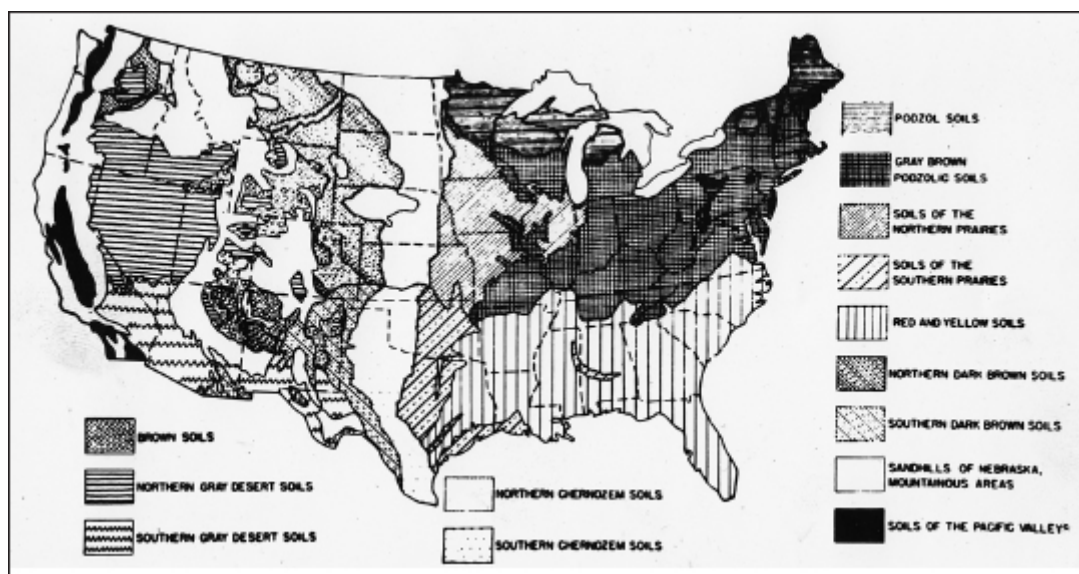 PODZOL SOILS
GRAY BROWN
PODZOLIC SOILS
SOILS OF THE
NORTHERN PRAIRIES
SOILS OF THE
SOUTHERN PRAIRIES
RED AND YELLOW SOILS
NORTHERN DARK BROWN SOILS
SOUTHERN DARK BROWN SOILS
SANDHILLS OF NEBRASKA,
MOUNTAINOUS AREAS
SOILS OF THE PACIFIC VALLEYS
BROWN SOILS
NORTHERN GRAY DESERT SOILS
SOUTHERN GRAY DESERT SOILS
NORTHERN CHERNOZEM SOILS
SOUTHERN CHERNOZEM SOILS